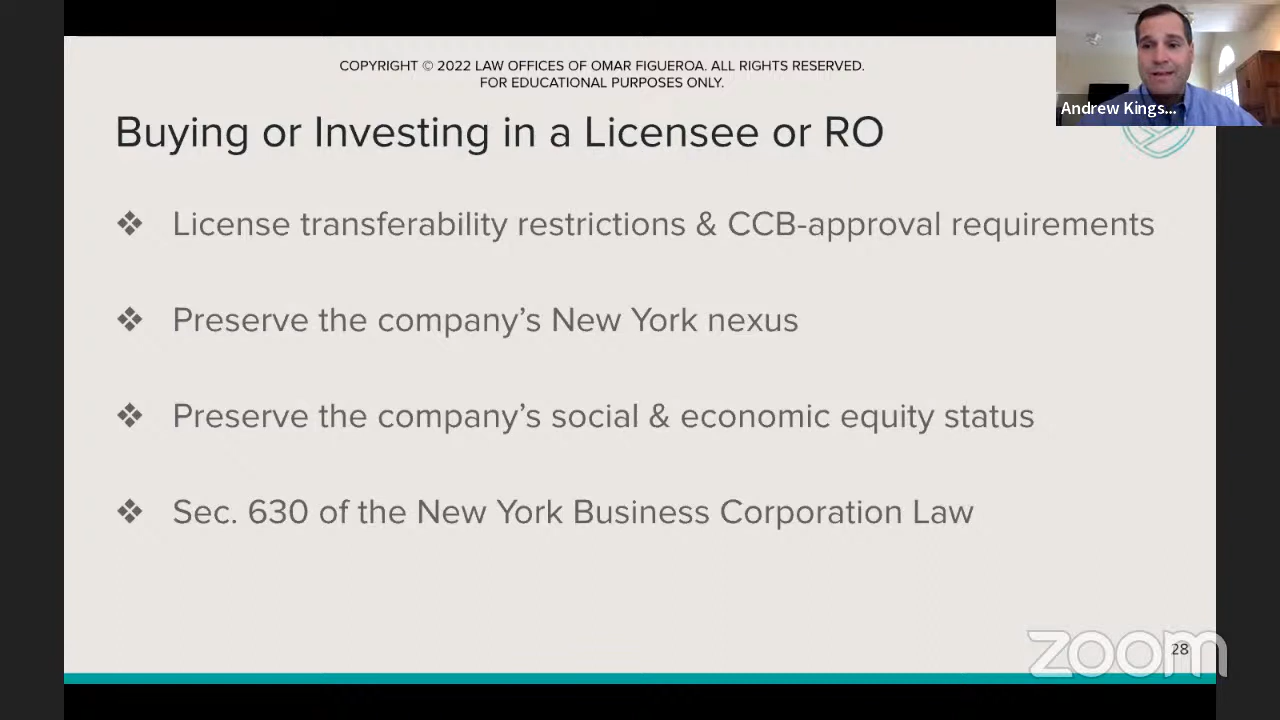 COPYRIGHT © 2022 LAW OFFICES OF OMAR FIGUEROA. ALL RIGHTS RESERVED.
FOR EDUCATIONAL PURPOSES ONLY.
Andrew Kings...
Buying or Investing in a Licensee or RO
❖ License transferability restrictions & CCB-approval requirements
❖ Preserve the company’s New York nexus
❖ Preserve the company’s social & economic equity status
❖ Sec. 630 of the New York Business Corporation Law
zoom
28